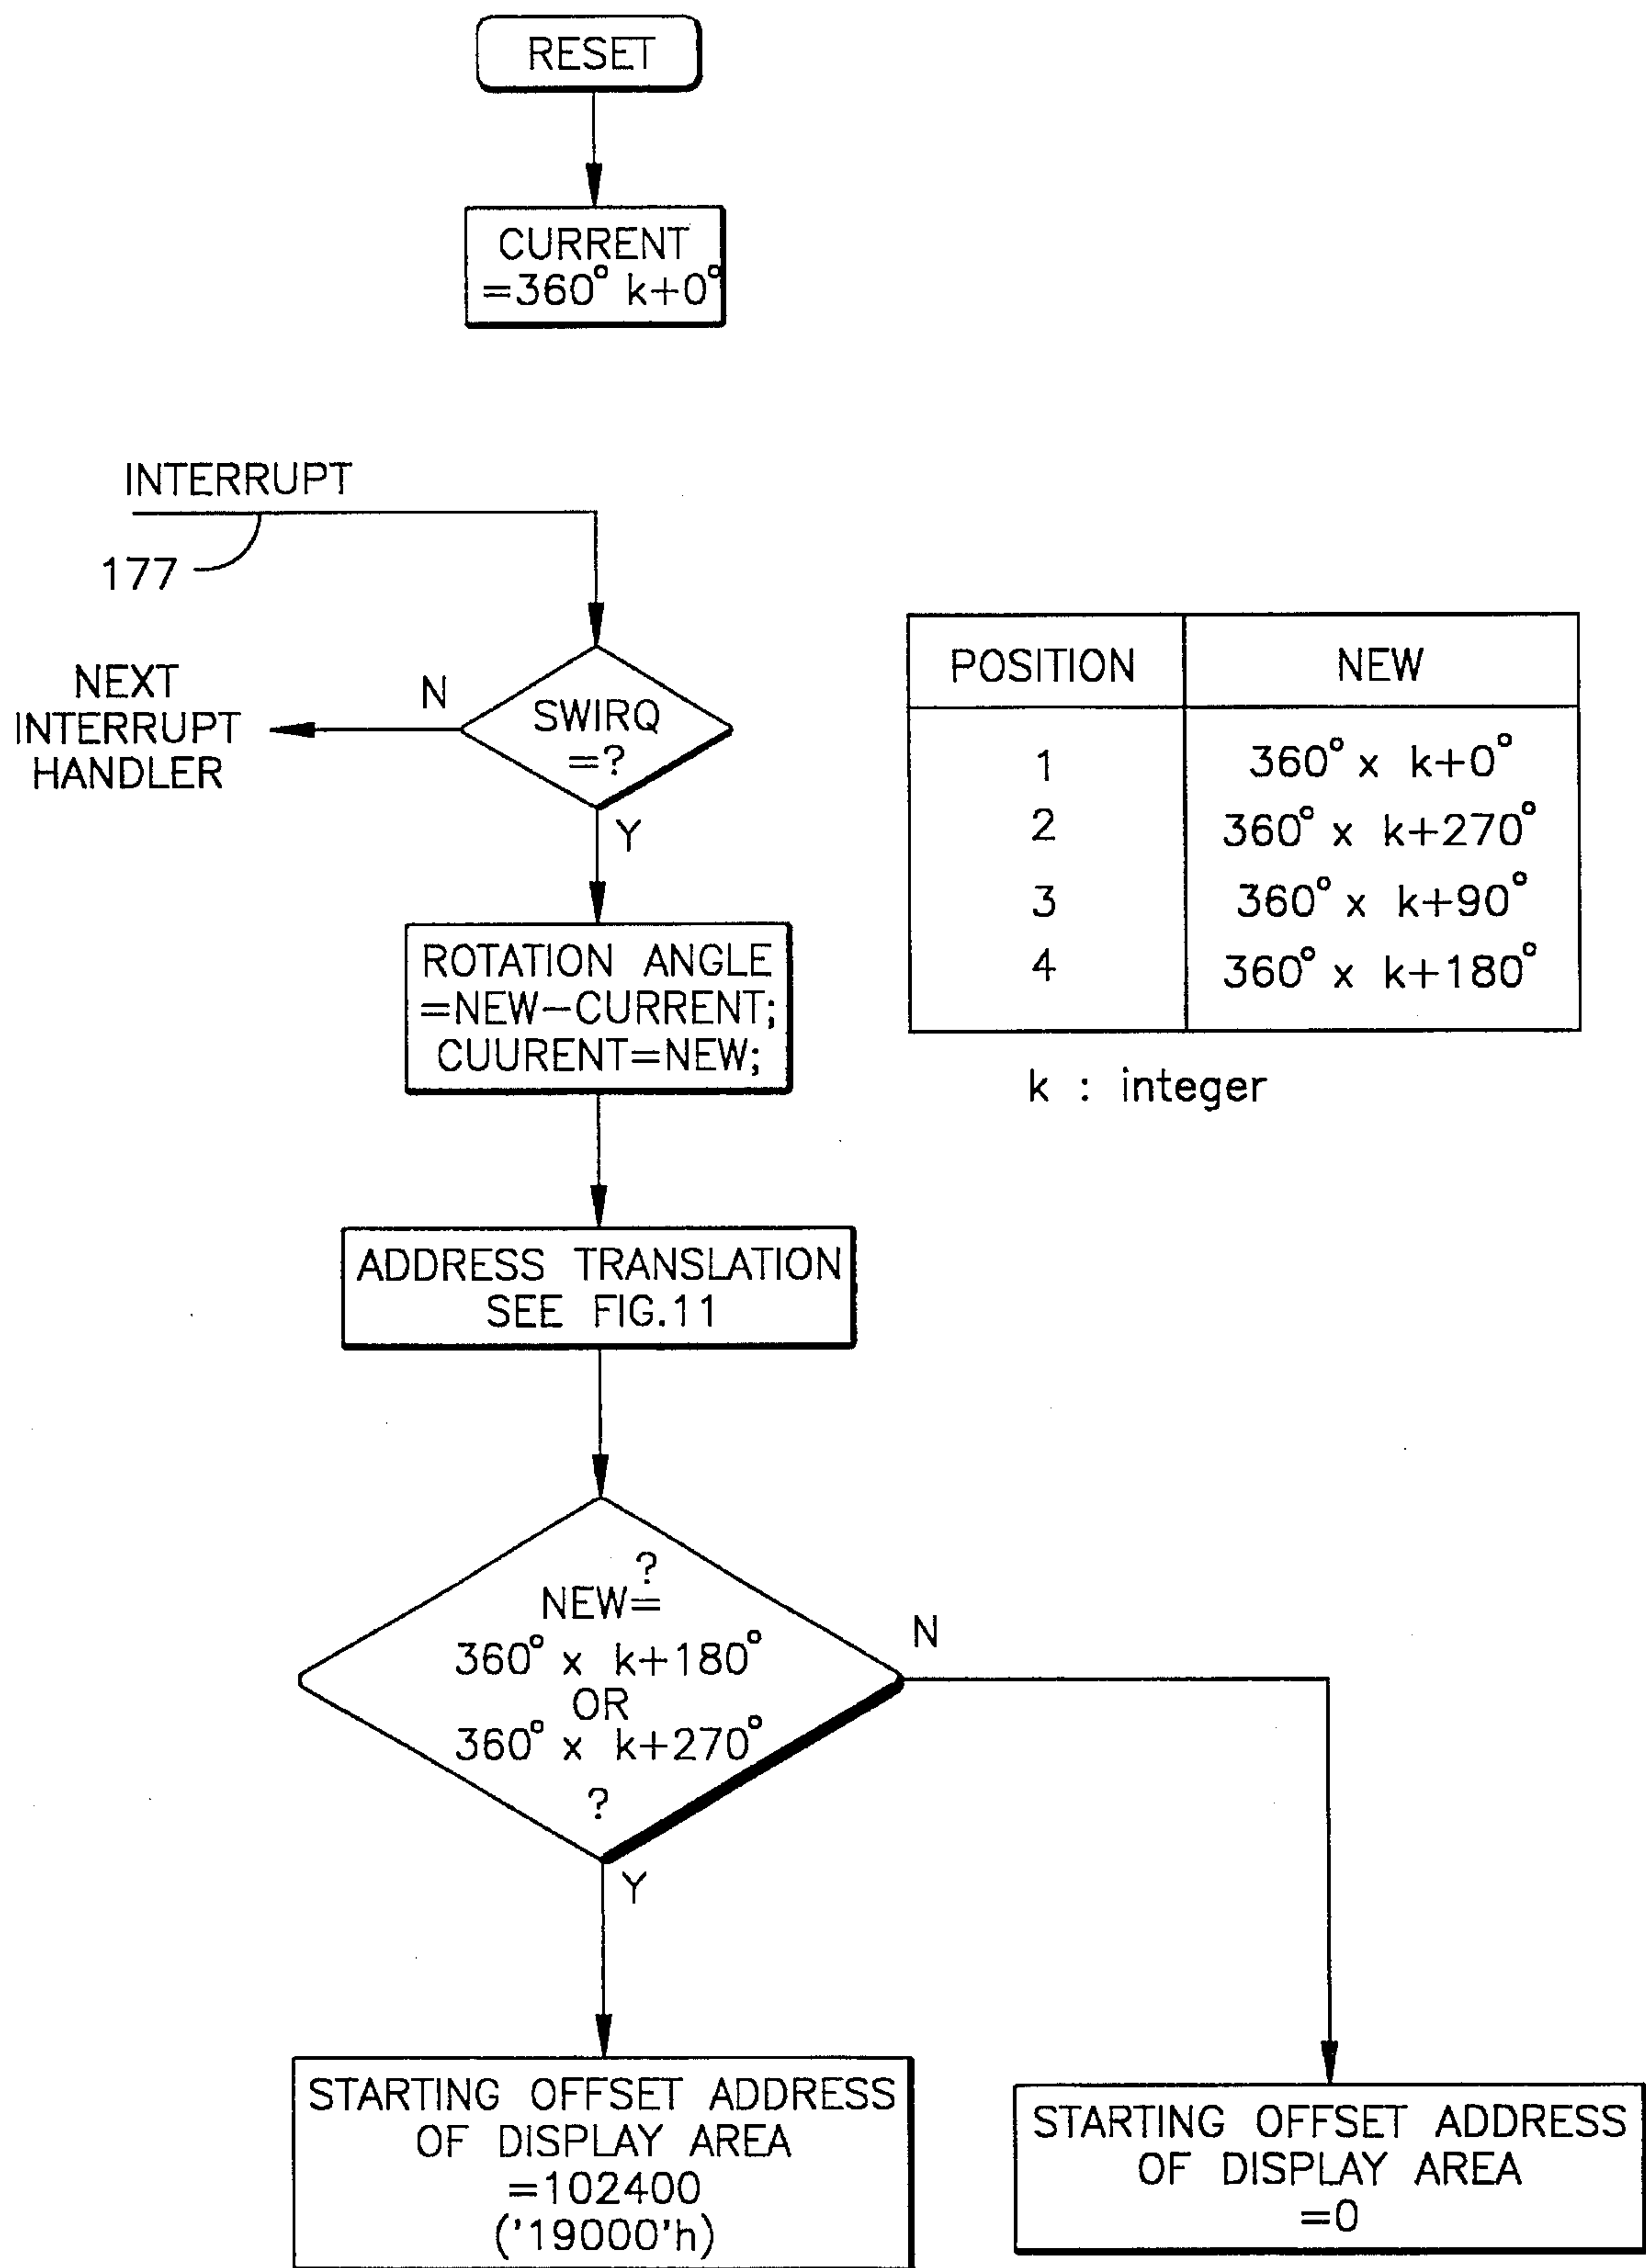 RESET
CURRENT
=360° k+0°
INTERRUPT
177
NEXT
INTERRUPT
HANDLER
N
SWIRQ
=?
Y
POSITION NEW
1 360° x k+0°
2 360° x k+270°
3 360° x k+90°
4 360° x k+180°
k : integer
ROTATION ANGLE
=NEW-CURRENT;
CUURENT=NEW;
ADDRESS TRANSLATION
SEE FIG.11
?
NEW=
360° x k+180°
OR
360° x k+270°
?
N
Y
STARTING OFFSET ADDRESS
OF DISPLAY AREA
=102400
('19000'h)
STARTING OFFSET ADDRESS
OF DISPLAY AREA
=0